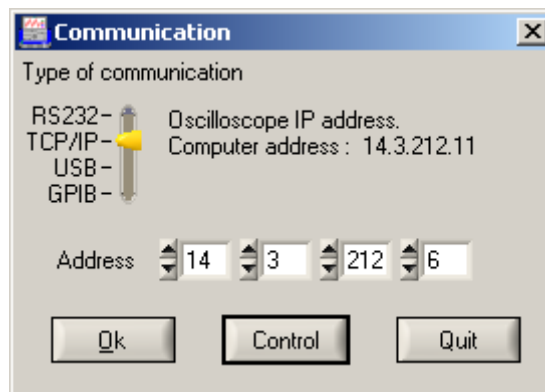 Communication
Type of communication
RS232
TCP/IP
USB
GPIB
Oscilloscope IP address.
Computer address : 14.3.212.11
Address 14 3 212 6
Ok Control Quit